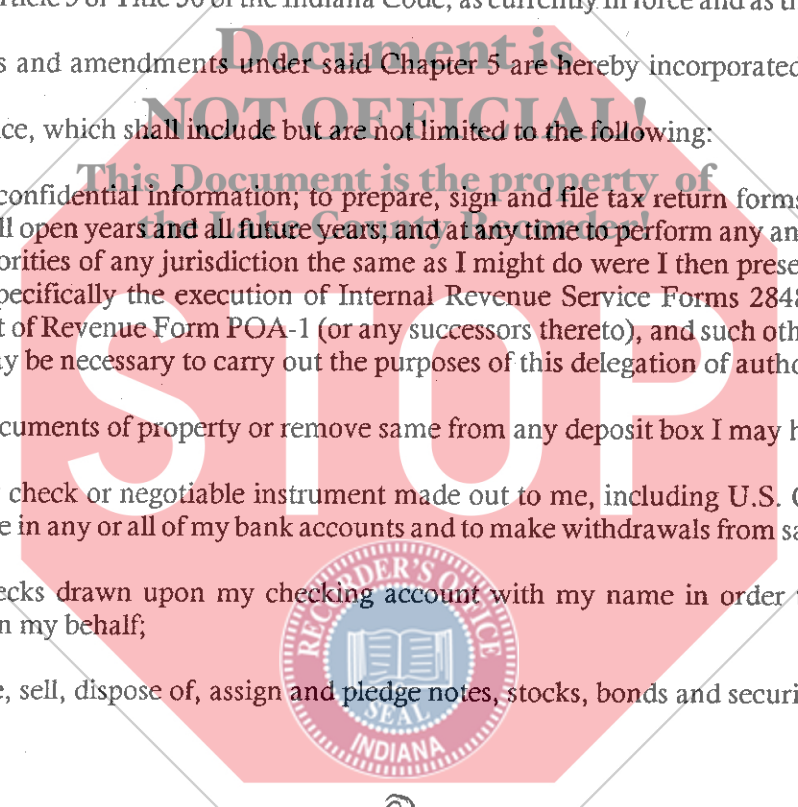 Article 5 of Title 30 of the Indiana Code, as currently in force and as
Document is
s and amendments under said Chapter 5 are hereby incorporated
NOT OFFICIAL!
ce, which shall include but are not limited to the following:
This Document is the property of
confidential information; to prepare, sign and file tax return forms
the Lake County Recorder!
ll open years and all future years; and at any time to perform any an
orities of any jurisdiction the same as I might do were I then prese
pecifically the execution of Internal Revenue Service Forms 2848
t of Revenue Form POA-1 (or any successors thereto), and such oth
y be necessary to carry out the purposes of this delegation of autho
STOP
cuments of property or remove same from any deposit box I may h
check or negotiable instrument made out to me, including U.S.
e in any or all of my bank accounts and to make withdrawals from sa
ecks drawn upon my checking account with my name in order
n my behalf;
e, sell, dispose of, assign and pledge notes, stocks, bonds and securi
RECORDER'S OFFICE
SEAL
INDIANA